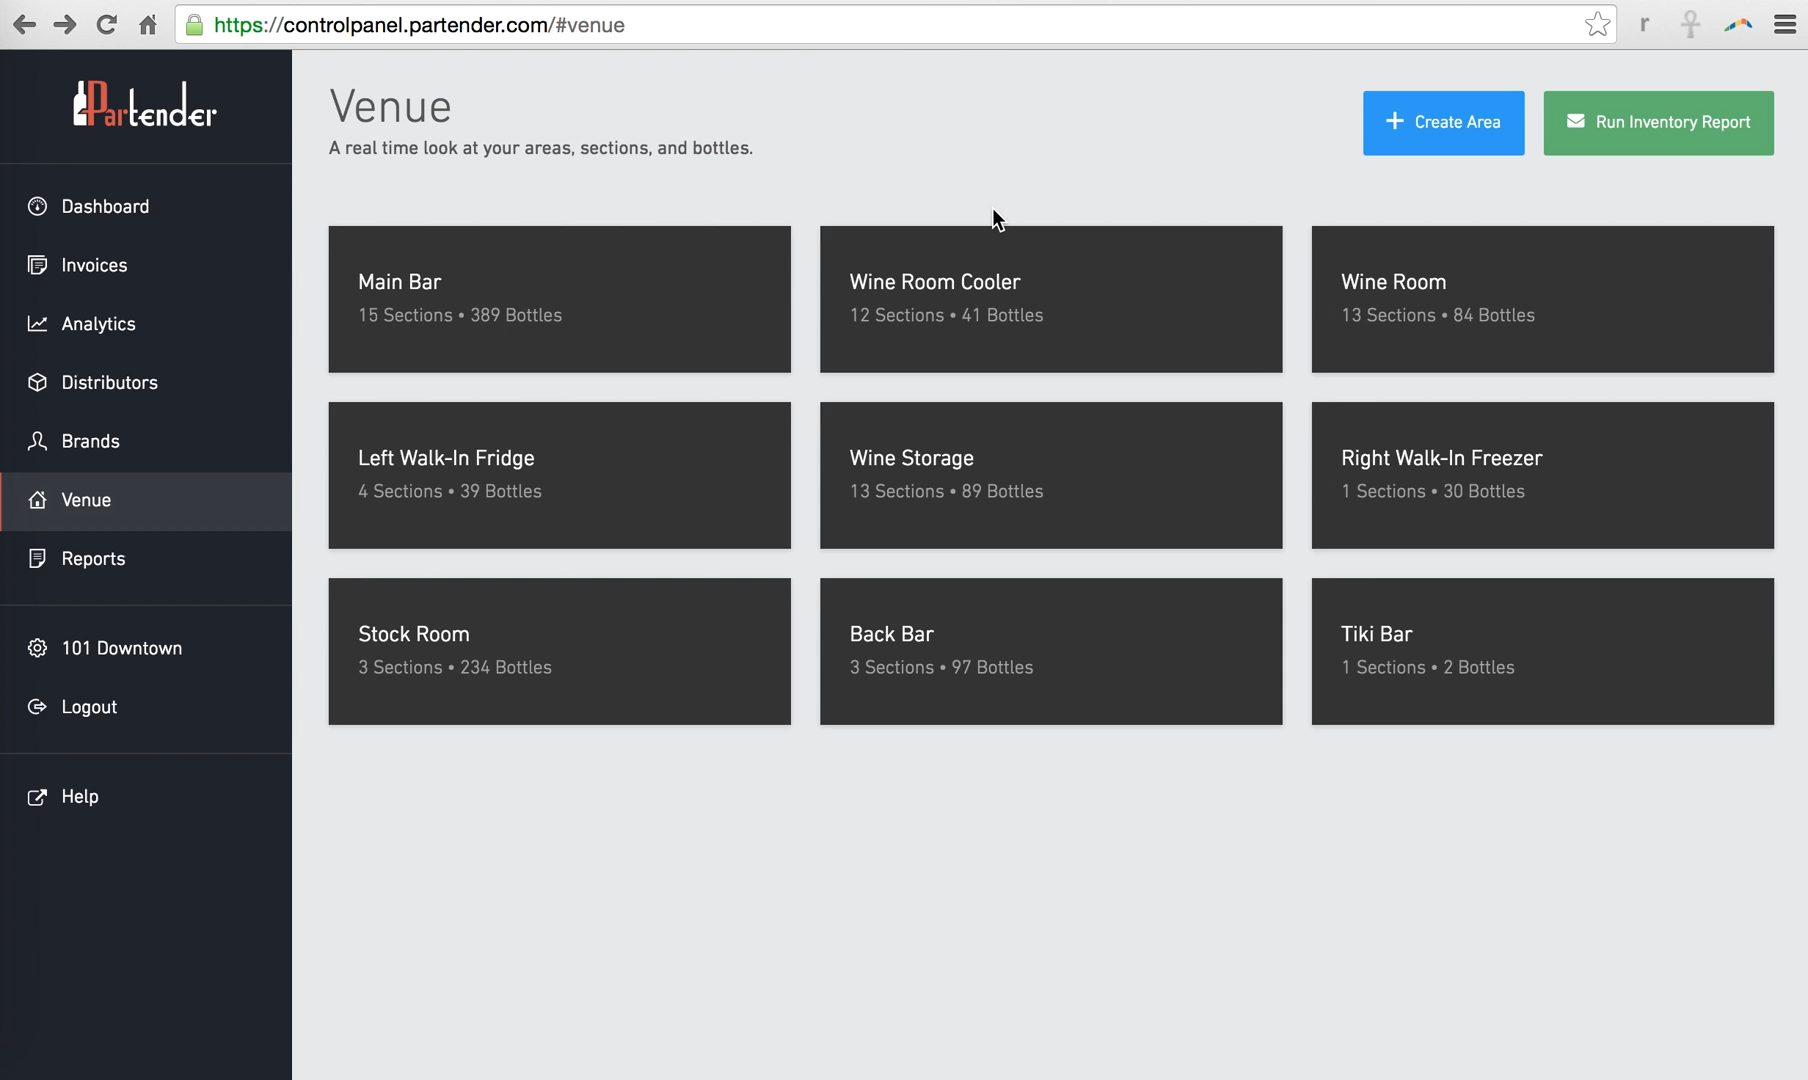 https://controlpanel.partender.com/#venue
r
Partender
Dashboard
Invoices
Analytics
Distributors
Brands
Venue
Reports
101 Downtown
Logout
Help
Venue
A real time look at your areas, sections, and bottles.
+ Create Area
Run Inventory Report
Main Bar
15 Sections • 389 Bottles
Wine Room Cooler
12 Sections • 41 Bottles
Wine Room
13 Sections • 84 Bottles
Left Walk-In Fridge
4 Sections • 39 Bottles
Wine Storage
13 Sections • 89 Bottles
Right Walk-In Freezer
1 Sections • 30 Bottles
Stock Room
3 Sections • 234 Bottles
Back Bar
3 Sections • 97 Bottles
Tiki Bar
1 Sections • 2 Bottles